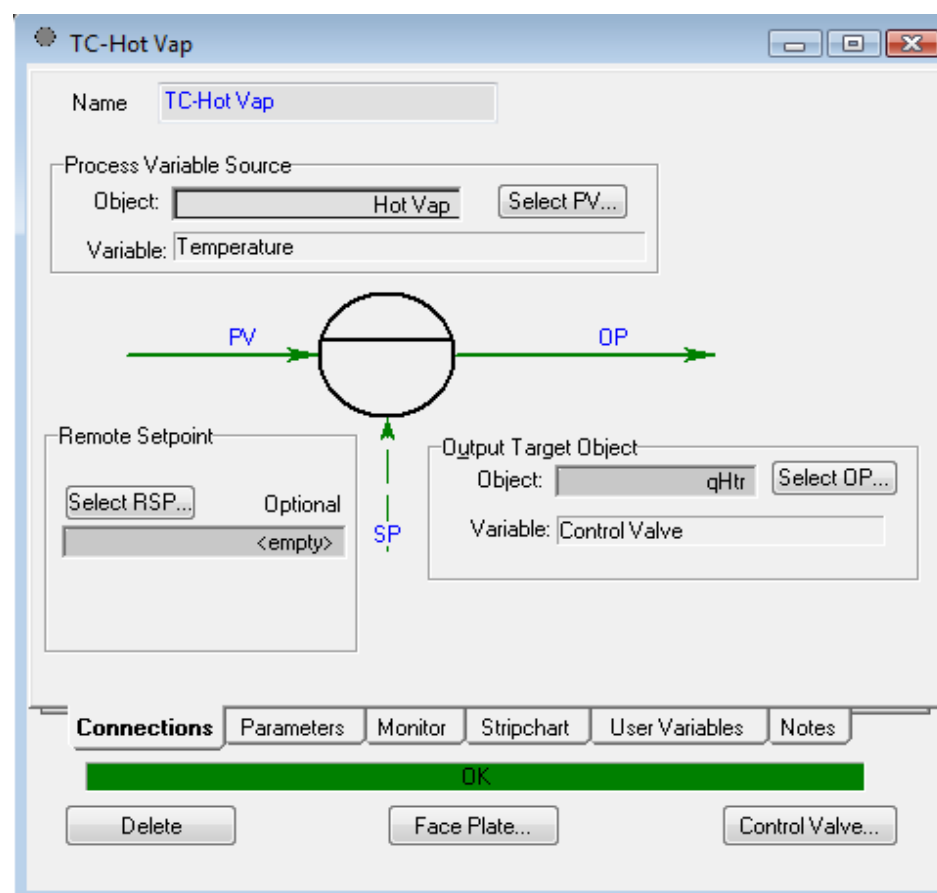 TC-Hot Vap
Name TC-Hot Vap
Process Variable Source
Object: Hot Vap Select PV...
Variable: Temperature
PV OP
Remote Setpoint
Select RSP... Optional
<empty>
SP
Output Target Object
Object: qHtr Select OP...
Variable: Control Valve
Connections Parameters Monitor Stripchart User Variables Notes
OK
Delete Face Plate... Control Valve...